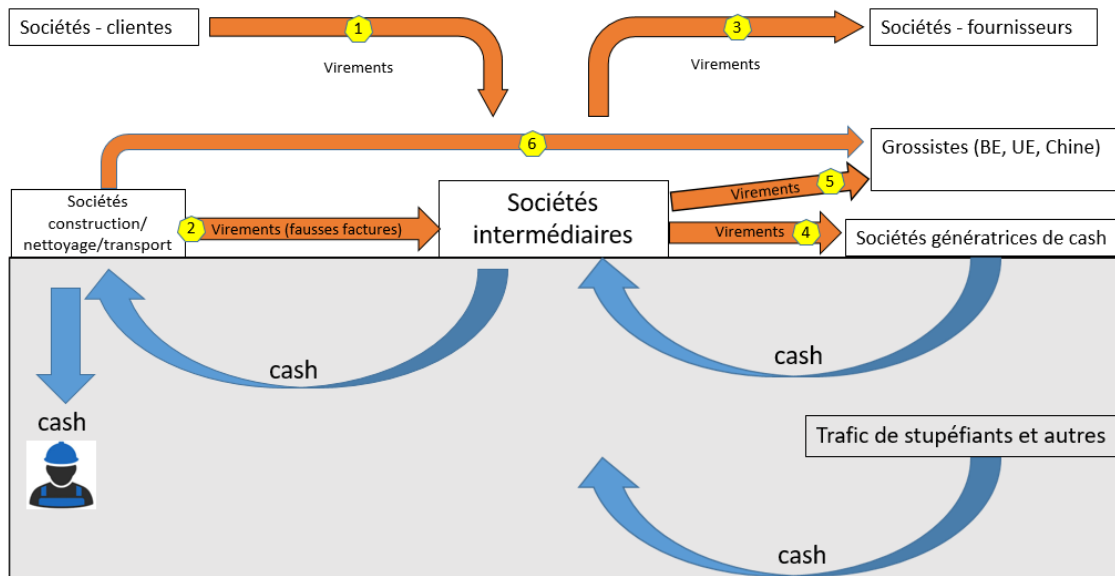 Sociétés - clientes
1
Virements
3
Virements
Sociétés - fournisseurs
6
Grossistes (BE, UE, Chine)
Sociétés
construction/
nettoyage/transport
2
Virements (fausses factures)
Sociétés
intermédiaires
Virements
5
Virements
4
Sociétés génératrices de cash
cash
cash
cash
Trafic de stupéfiants et autres
cash